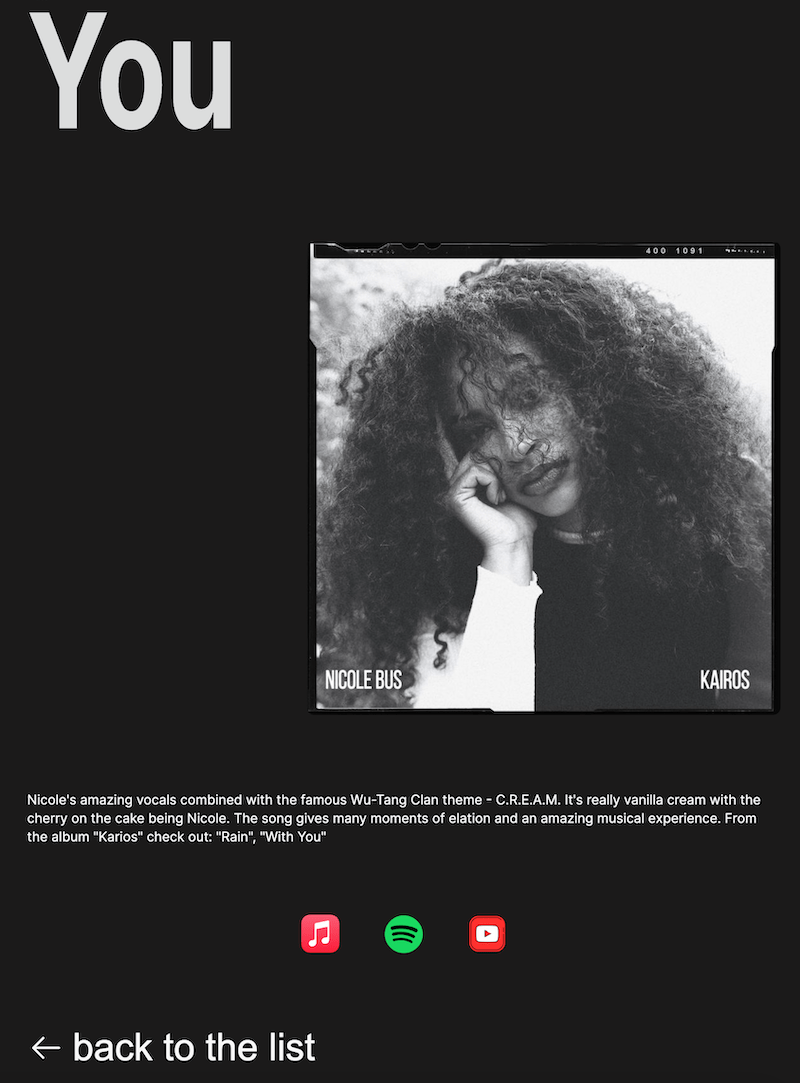 You
400 1091
NICOLE BUS
KAIROS
Nicole's amazing vocals combined with the famous Wu-Tang Clan theme - C.R.E.A.M. It's really vanilla cream with the
cherry on the cake being Nicole. The song gives many moments of elation and an amazing musical experience. From
the album "Karios" check out: "Rain", "With You"
← back to the list